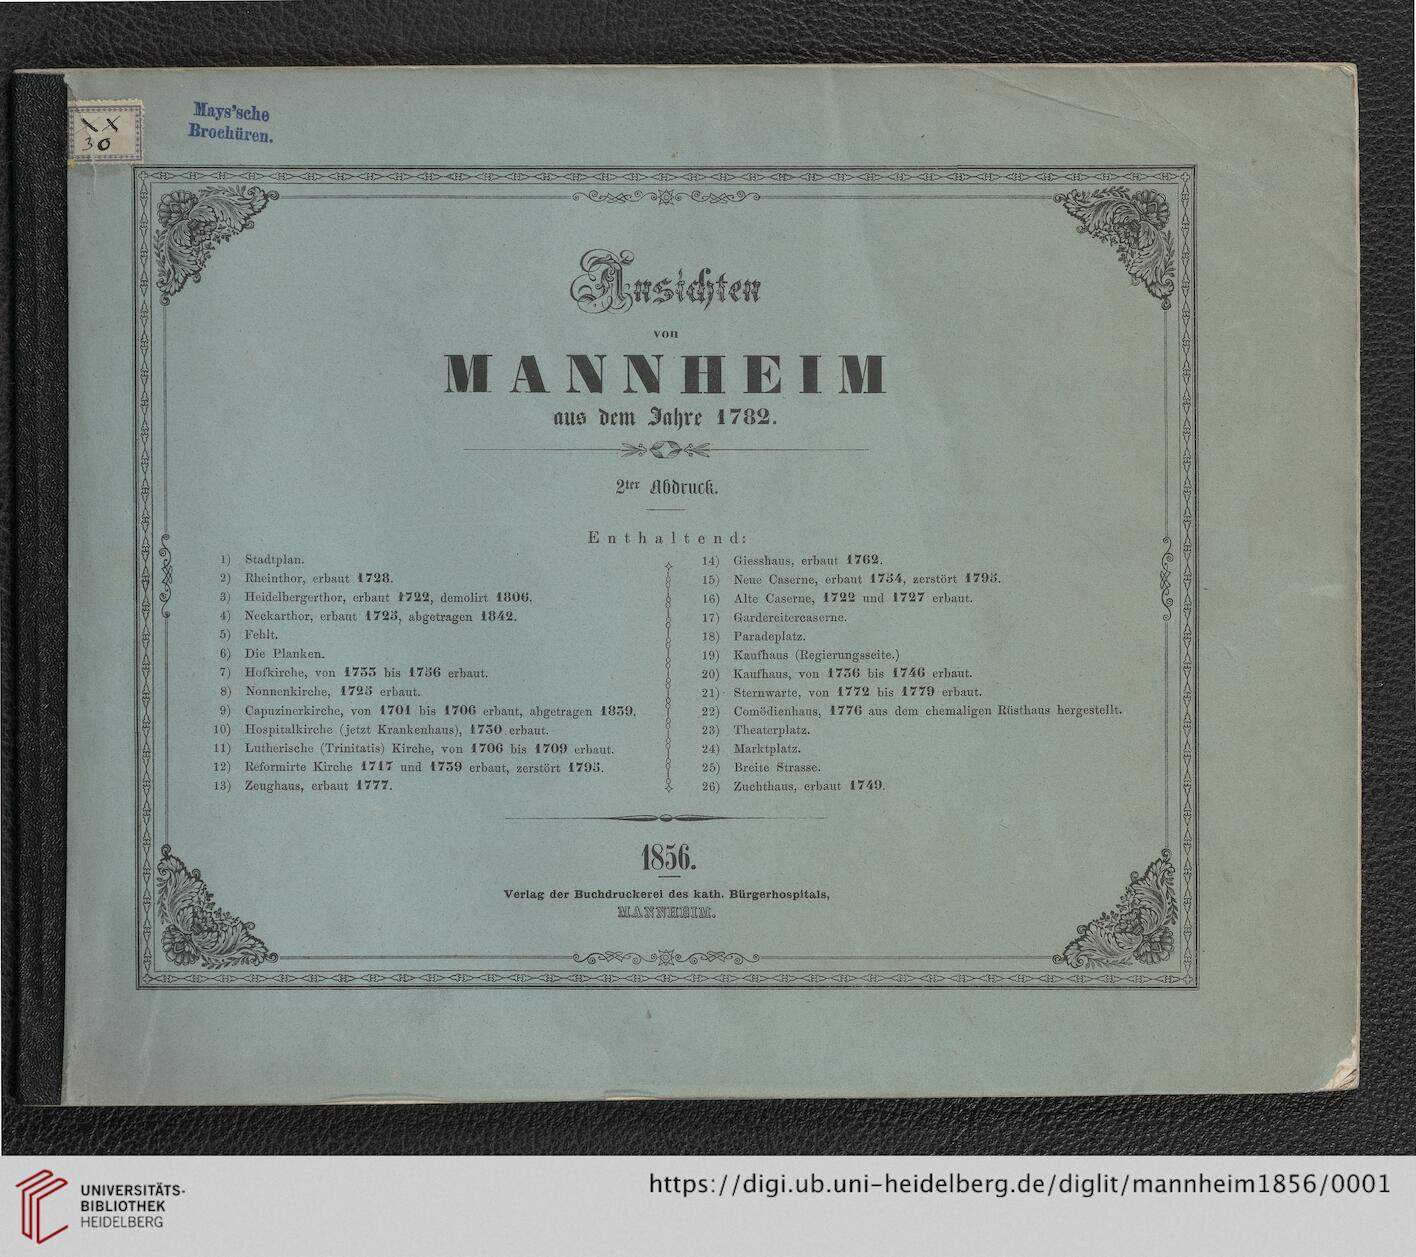 XX
30
Mays'sche
Brochüren.
Ansichten
von
MANNHEIM
aus dem Jahre 1782.
2ter Abdruck.
Enthaltend:
1) Stadtplan.
2) Rheinthor, erbaut 1728.
3) Heidelbergerthor, erbaut 1722, demolirt 1806.
4) Neckarthor, erbaut 1725, abgetragen 1842.
5) Fehlt.
6) Die Planken.
7) Hofkirche, von 1733 bis 1756 erbaut.
8) Nonnenkirche, 1725 erbaut.
9) Capuzinerkirche, von 1701 bis 1706 erbaut, abgetragen 1839.
10) Hospitalkirche (jetzt Krankenhaus), 1730 erbaut.
11) Lutherische (Trinitatis) Kirche, von 1706 bis 1709 erbaut.
12) Reformirte Kirche 1717 und 1739 erbaut, zerstört 1795.
13) Zeughaus, erbaut 1777.
14) Giesshaus, erbaut 1762.
15) Neue Caserne, erbaut 1754, zerstört 1795.
16) Alte Caserne, 1722 und 1727 erbaut.
17) Gardereitercaserne.
18) Paradeplatz.
19) Kaufhaus (Regierungsseite.)
20) Kaufhaus, von 1736 bis 1746 erbaut.
21) Sternwarte, von 1772 bis 1779 erbaut.
22) Comödienhaus, 1776 aus dem ehemaligen Rüsthaus hergestellt.
23) Theaterplatz.
24) Marktplatz.
25) Breite Strasse.
26) Zuchthaus, erbaut 1749.
1856.
Verlag der Buchdruckerei des kath. Bürgerhospitals,
MANNHEIM.
UNIVERSITÄTS-
BIBLIOTHEK
HEIDELBERG
https://digi.ub.uni-heidelberg.de/diglit/mannheim1856/0001